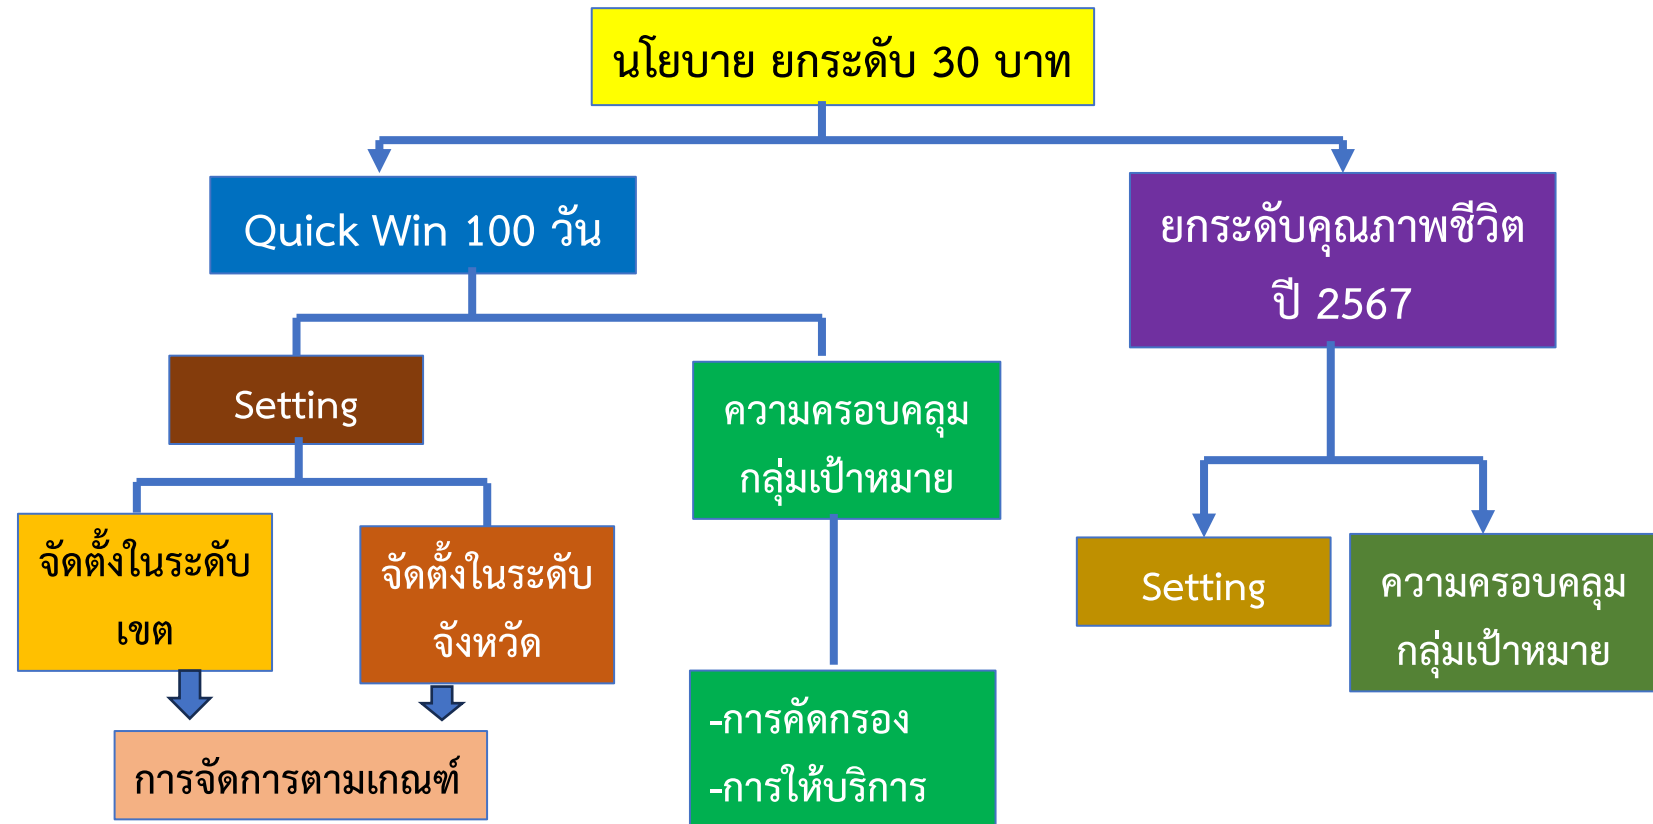 นโยบาย ยกระดับ 30 บาท
Quick Win 100 วัน
ยกระดับคุณภาพชีวิต
ปี 2567
Setting
ความครอบคลุม
กลุ่มเป้าหมาย
จัดตั้งในระดับ
เขต
จัดตั้งในระดับ
จังหวัด
Setting
ความครอบคลุม
กลุ่มเป้าหมาย
การจัดการตามเกณฑ์
-การคัดกรอง
-การให้บริการ